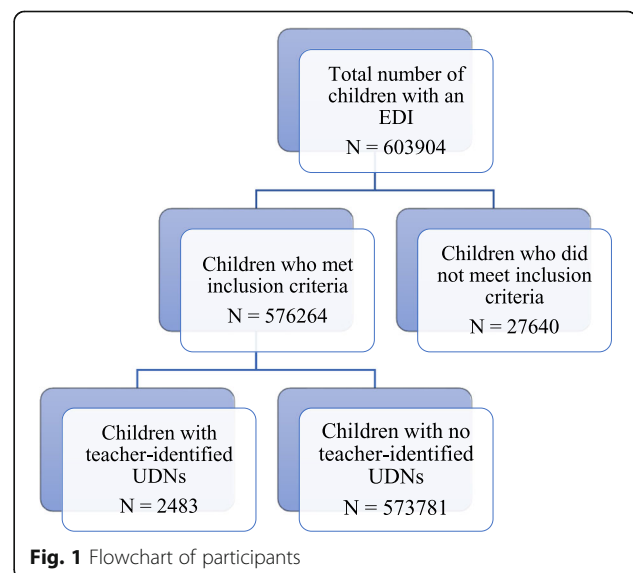 Total number of
children with an
EDI
N = 603904
Children who met
inclusion criteria
N = 576264
Children who did
not meet inclusion
criteria
N = 27640
Children with
teacher-identified
UDNs
N = 2483
Children with no
teacher-identified
UDNs
N = 573781
Fig. 1 Flowchart of participants